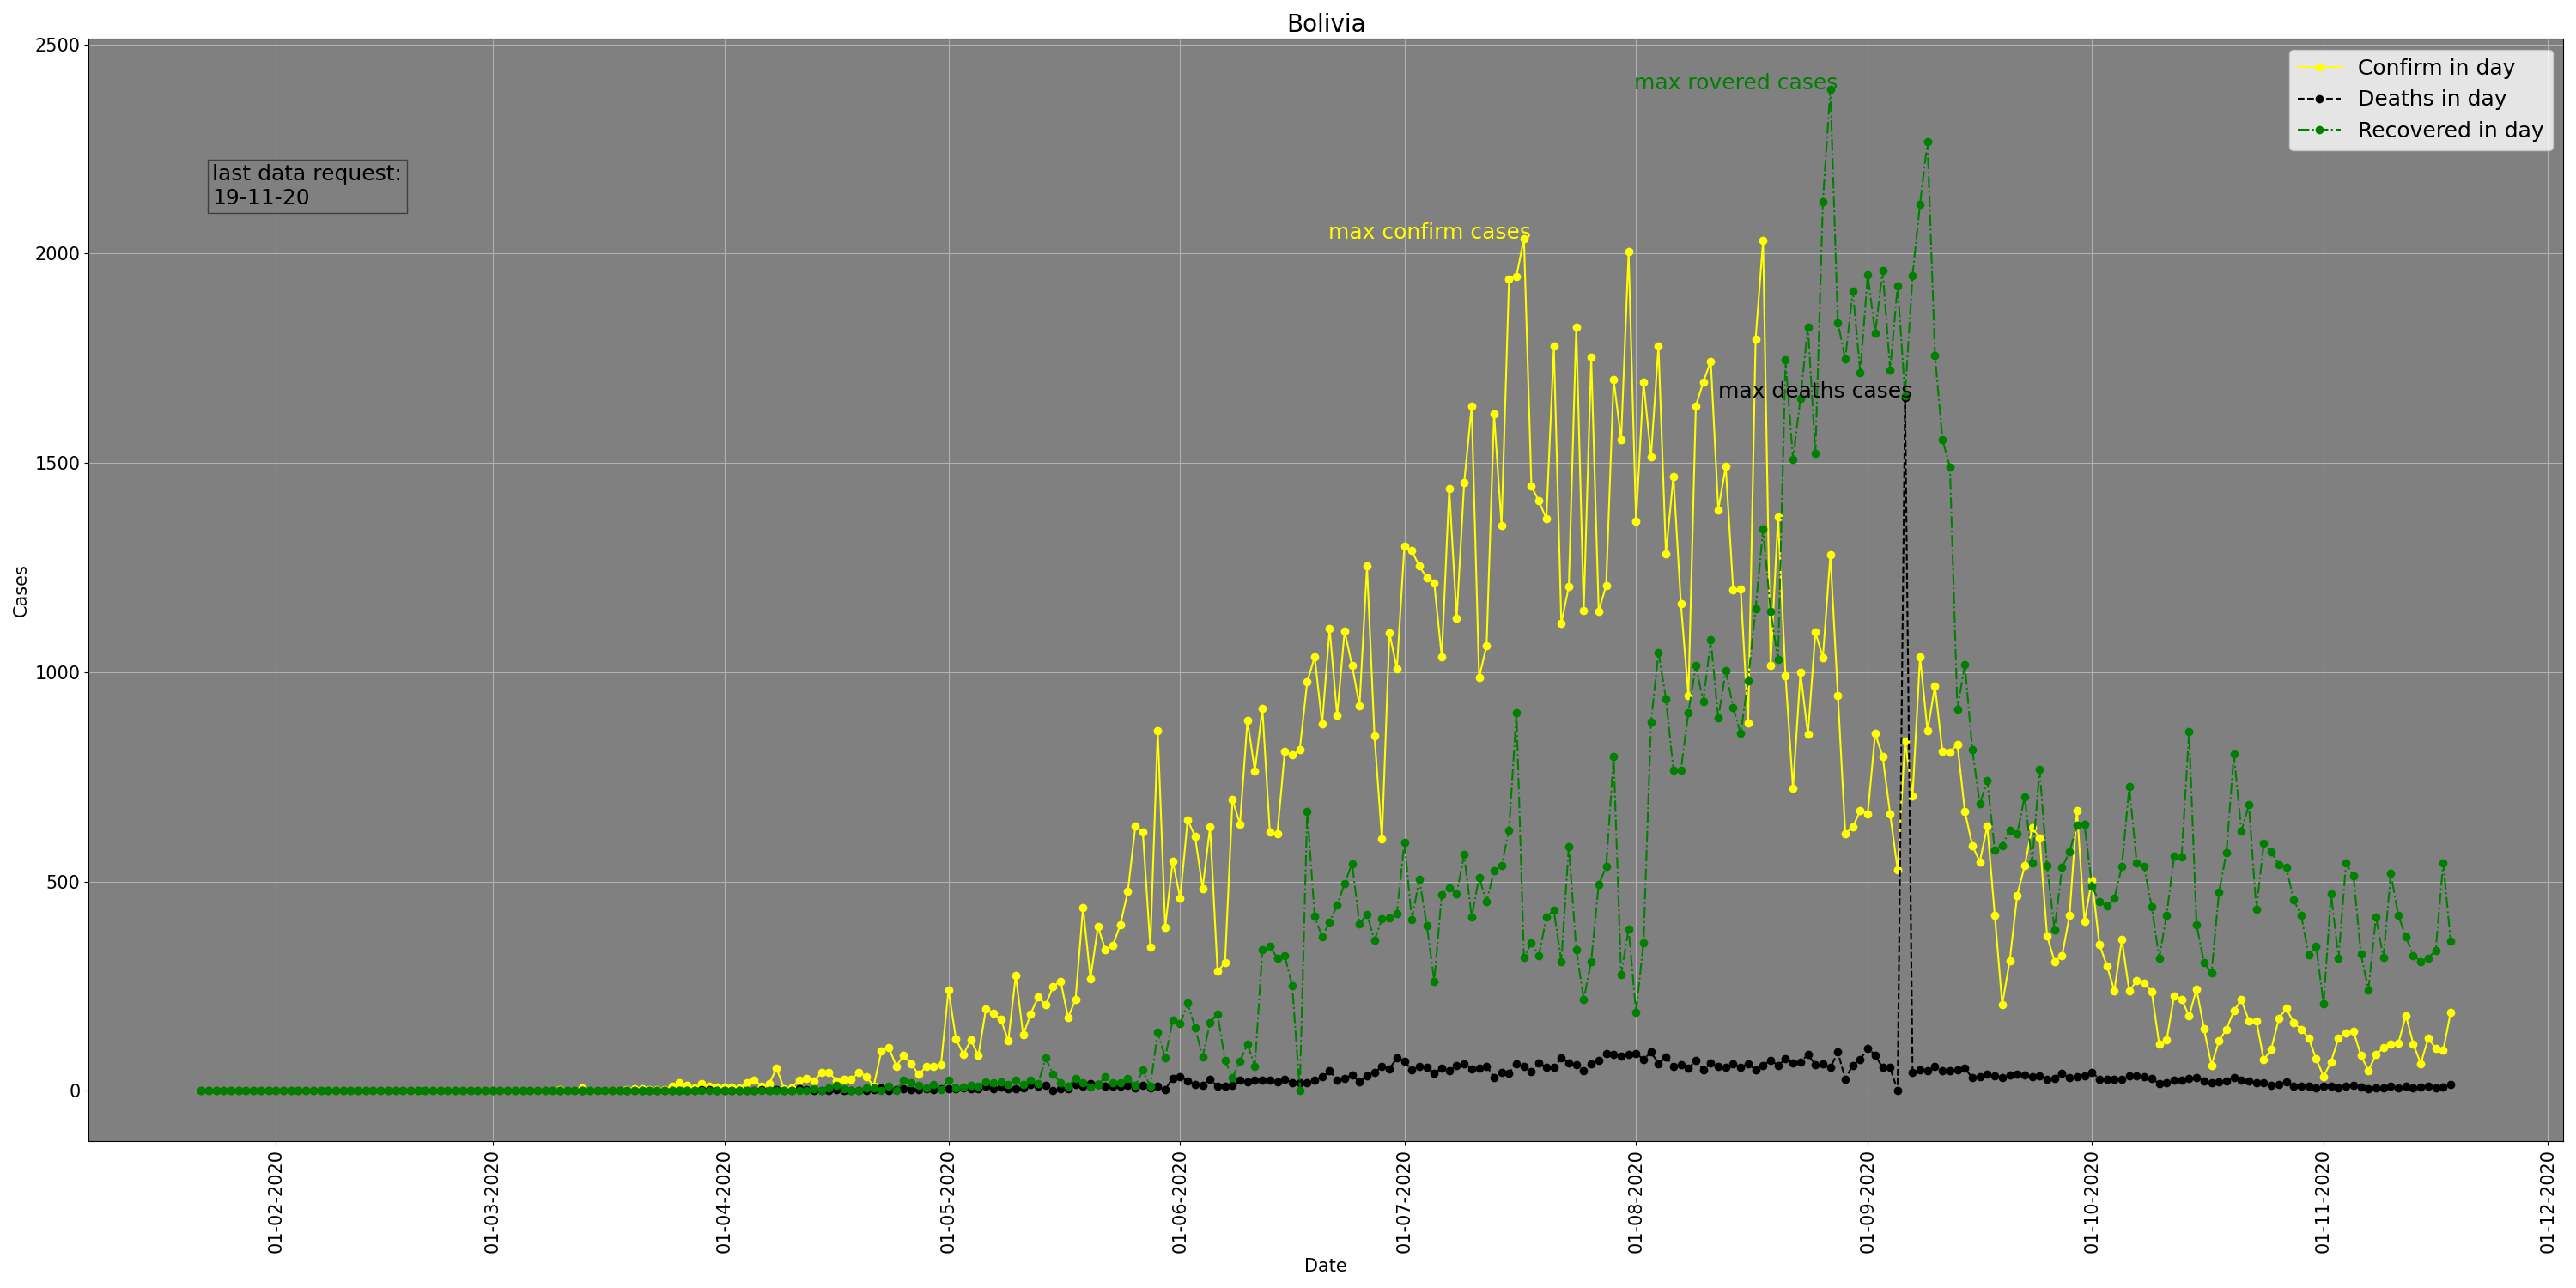 Bolivia
2500
2000
1500
1000
500
0
Cases
last data request:
19-11-20
max confirm cases
max rovered cases
max deaths cases
Confirm in day
Deaths in day
Recovered in day
01-02-2020
01-03-2020
01-04-2020
01-05-2020
01-06-2020
01-07-2020
01-08-2020
01-09-2020
01-10-2020
01-11-2020
01-12-2020
Date